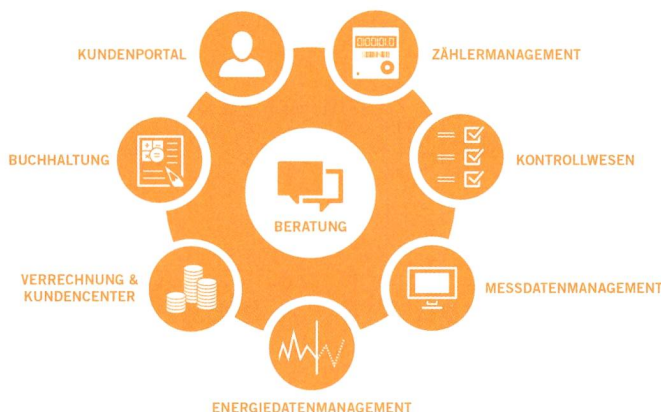 KUNDENPORTAL
ZÄHLERMANAGEMENT
BUCHHALTUNG
KONTROLLWESEN
BERATUNG
VERRECHNUNG &
KUNDENCENTER
MESSDATENMANAGEMENT
ENERGIEDATENMANAGEMENT